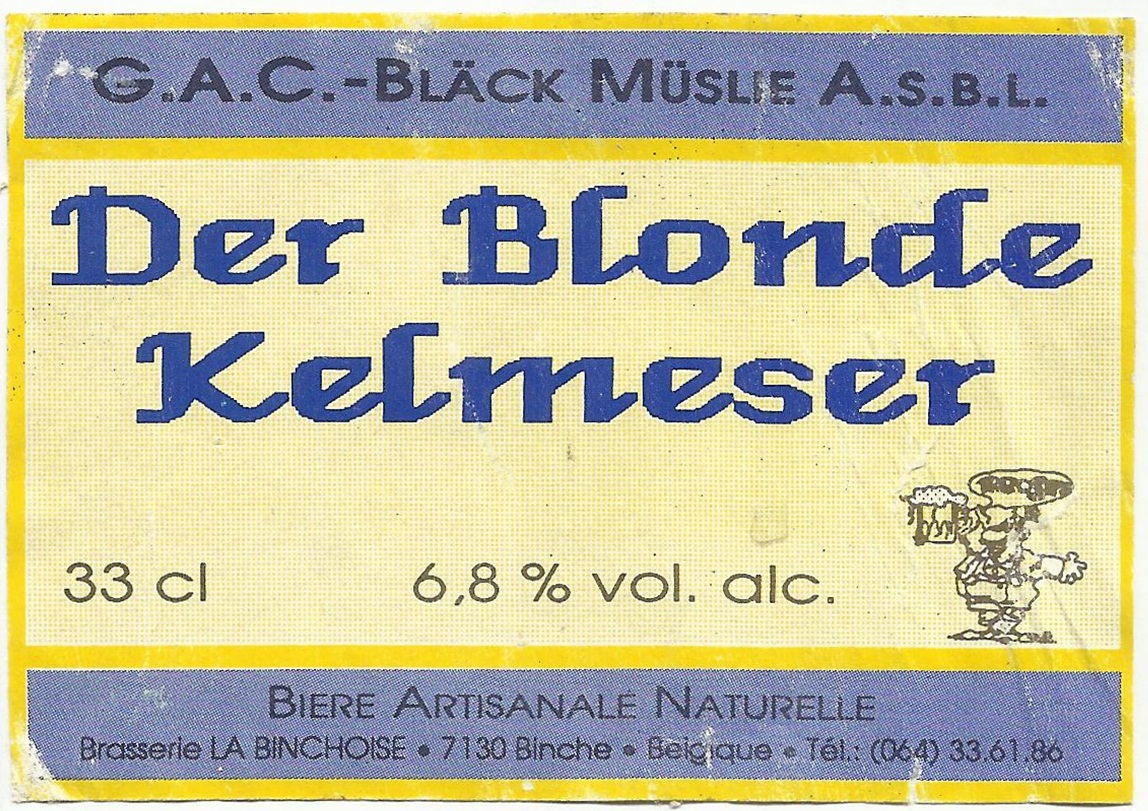 G.A.C.-BLÄCK MÜSLIE A.S.B.L.
Der Blonde
Kelmeser
33 cl
6,8 % vol. alc.
BIERE ARTISANALE NATURELLE
Brasserie LA BINCHOISE • 7130 Binche • Belgique • Tél.: (064) 33.61.86